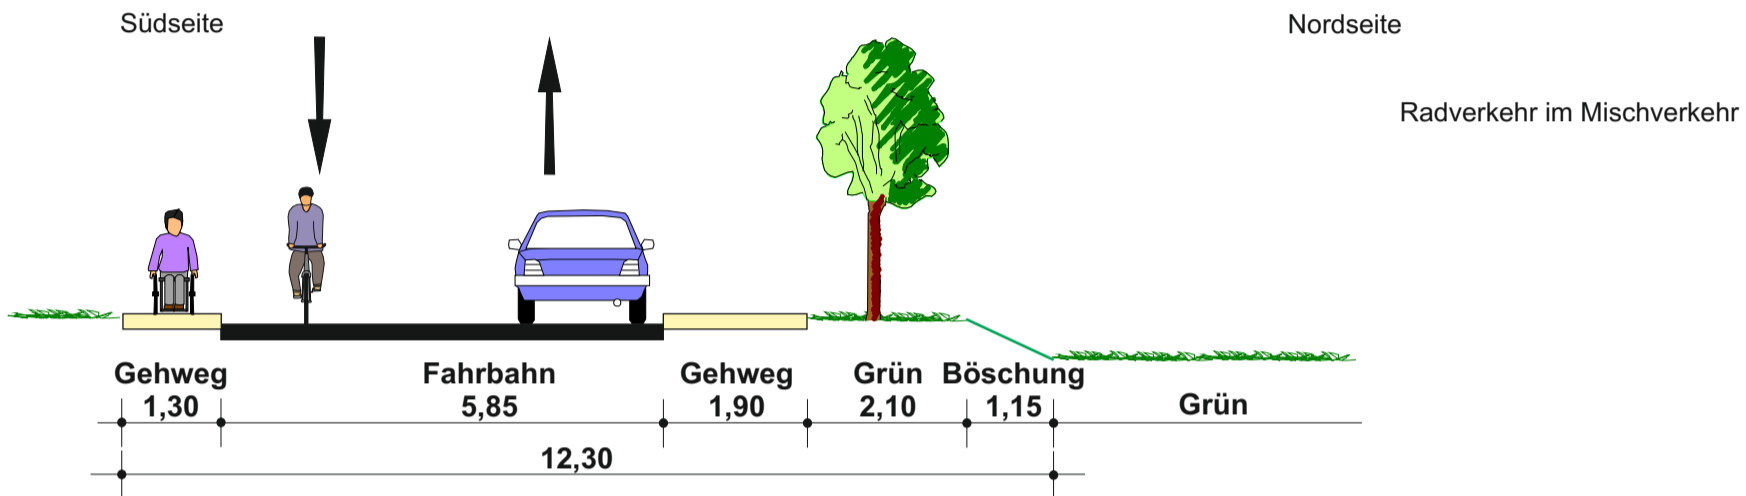 Südseite
Nordseite
Radverkehr im Mischverkehr
Gehweg Fahrbahn Gehweg Grün Böschung Grün
1,30 5,85 1,90 2,10 1,15
12,30